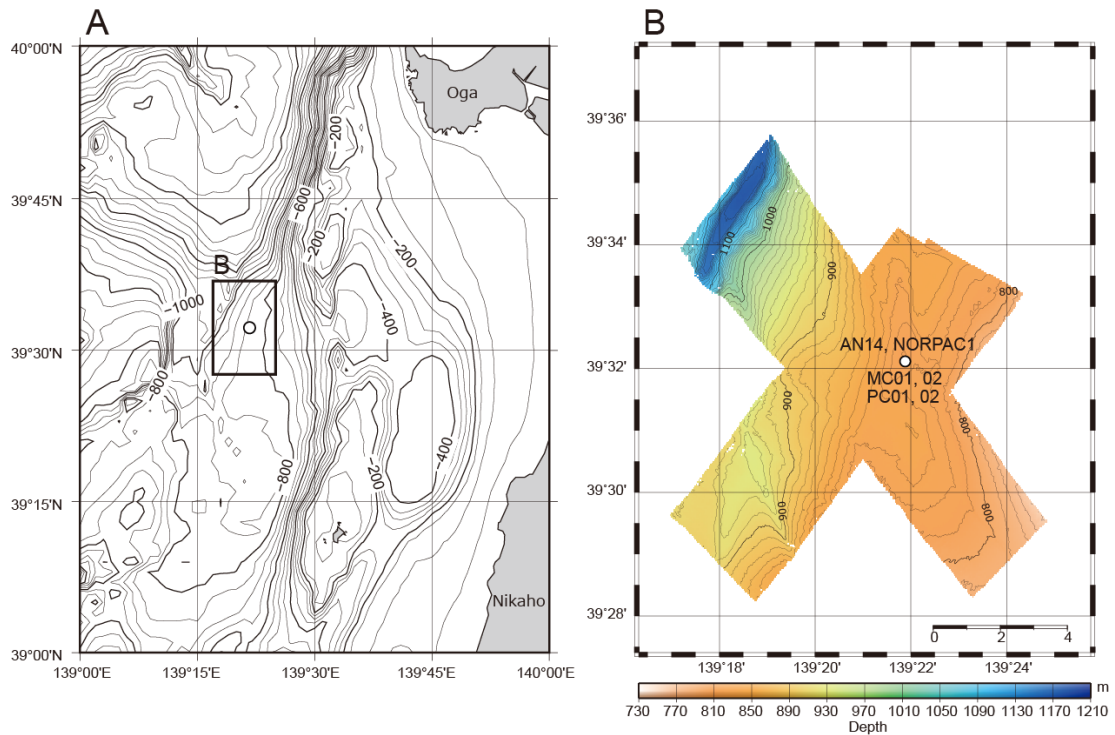 A
40°00'N
39°45'N
39°30'N
39°15'N
39°00'N
139°00'E
139°15'E
139°30'E
139°45'E
140°00'E
Oga
Nikaho
B
−200
−600
−200
−200
−1000
−400
−800
−800
−200
−400
B
39°36'
39°34'
39°32'
39°30'
39°28'
139°18'
139°20'
139°22'
139°24'
1000
1100
900
800
AN14, NORPAC1
MC01, 02
PC01, 02
900
900
800
0 2 4
m
730 770 810 850 890 930 970 1010 1050 1090 1130 1170 1210
Depth